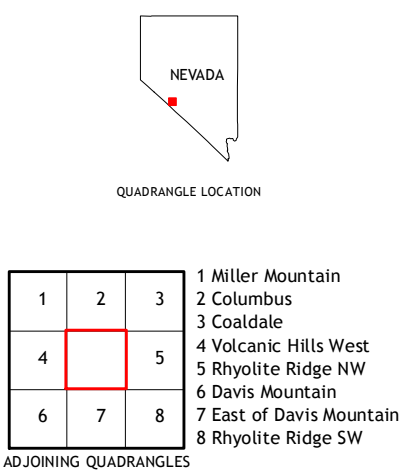 NEVADA
QUADRANGLE LOCATION
1 2 3
4 5
6 7 8
ADJOINING QUADRANGLES
1 Miller Mountain
2 Columbus
3 Coaldale
4 Volcanic Hills West
5 Rhyolite Ridge NW
6 Davis Mountain
7 East of Davis Mountain
8 Rhyolite Ridge SW